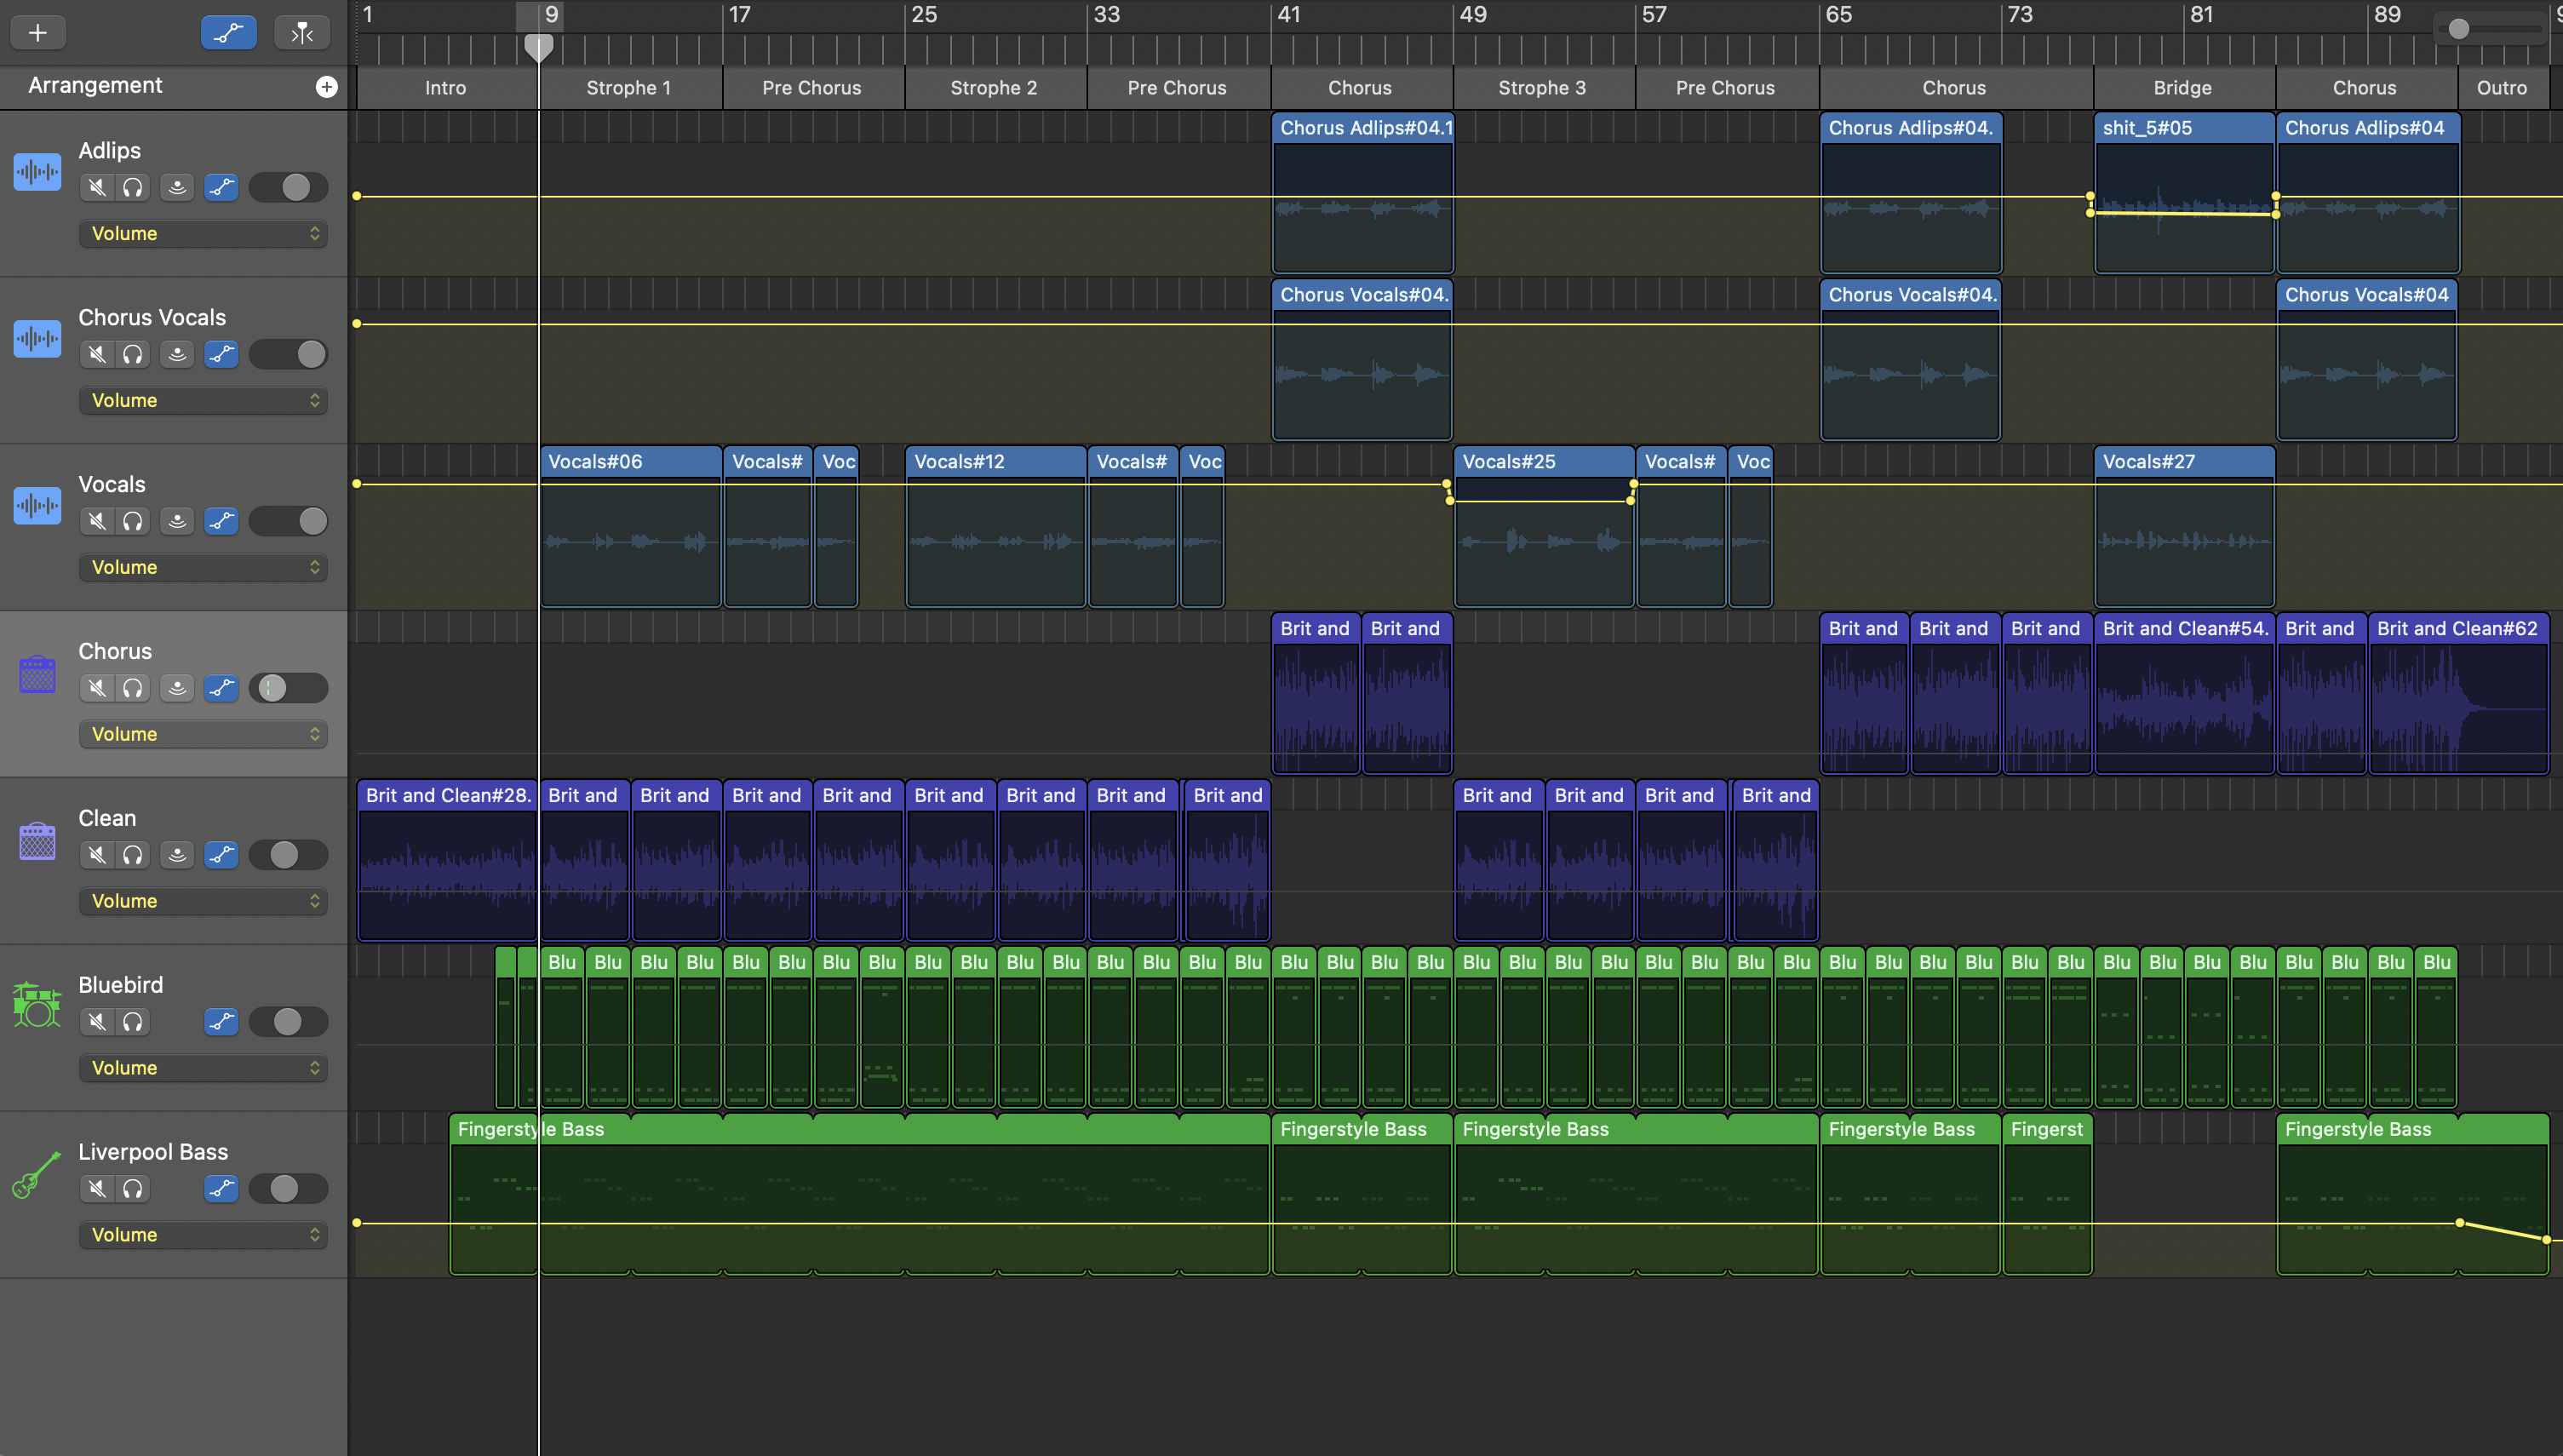 1 9 17 25 33 41 49 57 65 73 81 89
Arrangement
Intro Strophe 1 Pre Chorus Strophe 2 Pre Chorus Chorus Strophe 3 Pre Chorus Chorus Bridge Chorus Outro
Adlips
Volume
Chorus Adlips#04.1 Chorus Adlips#04. shit_5#05 Chorus Adlips#04
Chorus Vocals
Volume
Chorus Vocals#04. Chorus Vocals#04. Chorus Vocals#04
Vocals
Volume
Vocals#06 Vocals# Voc Vocals#12 Vocals# Voc Vocals#25 Vocals# Voc Vocals#27
Chorus
Volume
Brit and Brit and Brit and Brit and Brit and Brit and Clean#54. Brit and Brit and Clean#62
Clean
Volume
Brit and Clean#28. Brit and Brit and Brit and Brit and Brit and Brit and Brit and Brit and Brit and Brit and Brit and Brit and
Bluebird
Volume
Blu Blu Blu Blu Blu Blu Blu Blu Blu Blu Blu Blu Blu Blu Blu Blu Blu Blu Blu Blu Blu Blu Blu Blu Blu Blu Blu Blu Blu Blu Blu Blu Blu Blu Blu Blu Blu Blu Blu Blu Blu Blu
Liverpool Bass
Volume
Fingerstyle Bass Fingerstyle Bass Fingerstyle Bass Fingerstyle Bass Fingerst Fingerstyle Bass